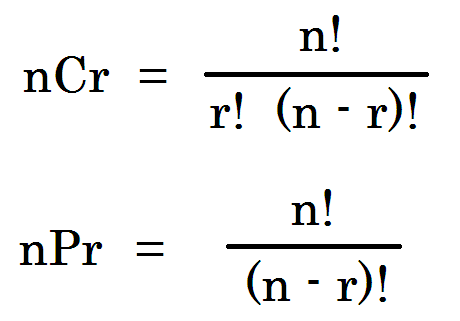 nCr = n! / r! (n - r)!
nPr = n! / (n - r)!